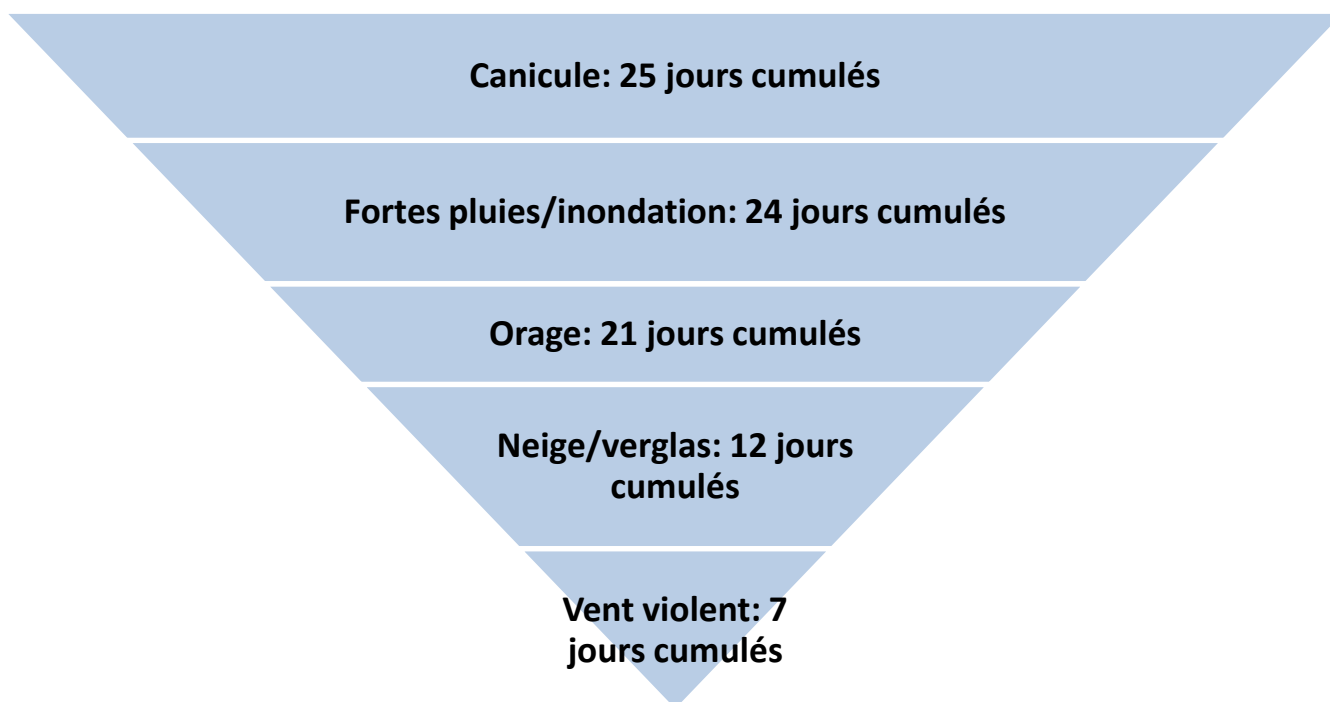 Canicule: 25 jours cumulés
Fortes pluies/inondation: 24 jours cumulés
Orage: 21 jours cumulés
Neige/verglas: 12 jours
cumulés
Vent violent: 7
jours cumulés